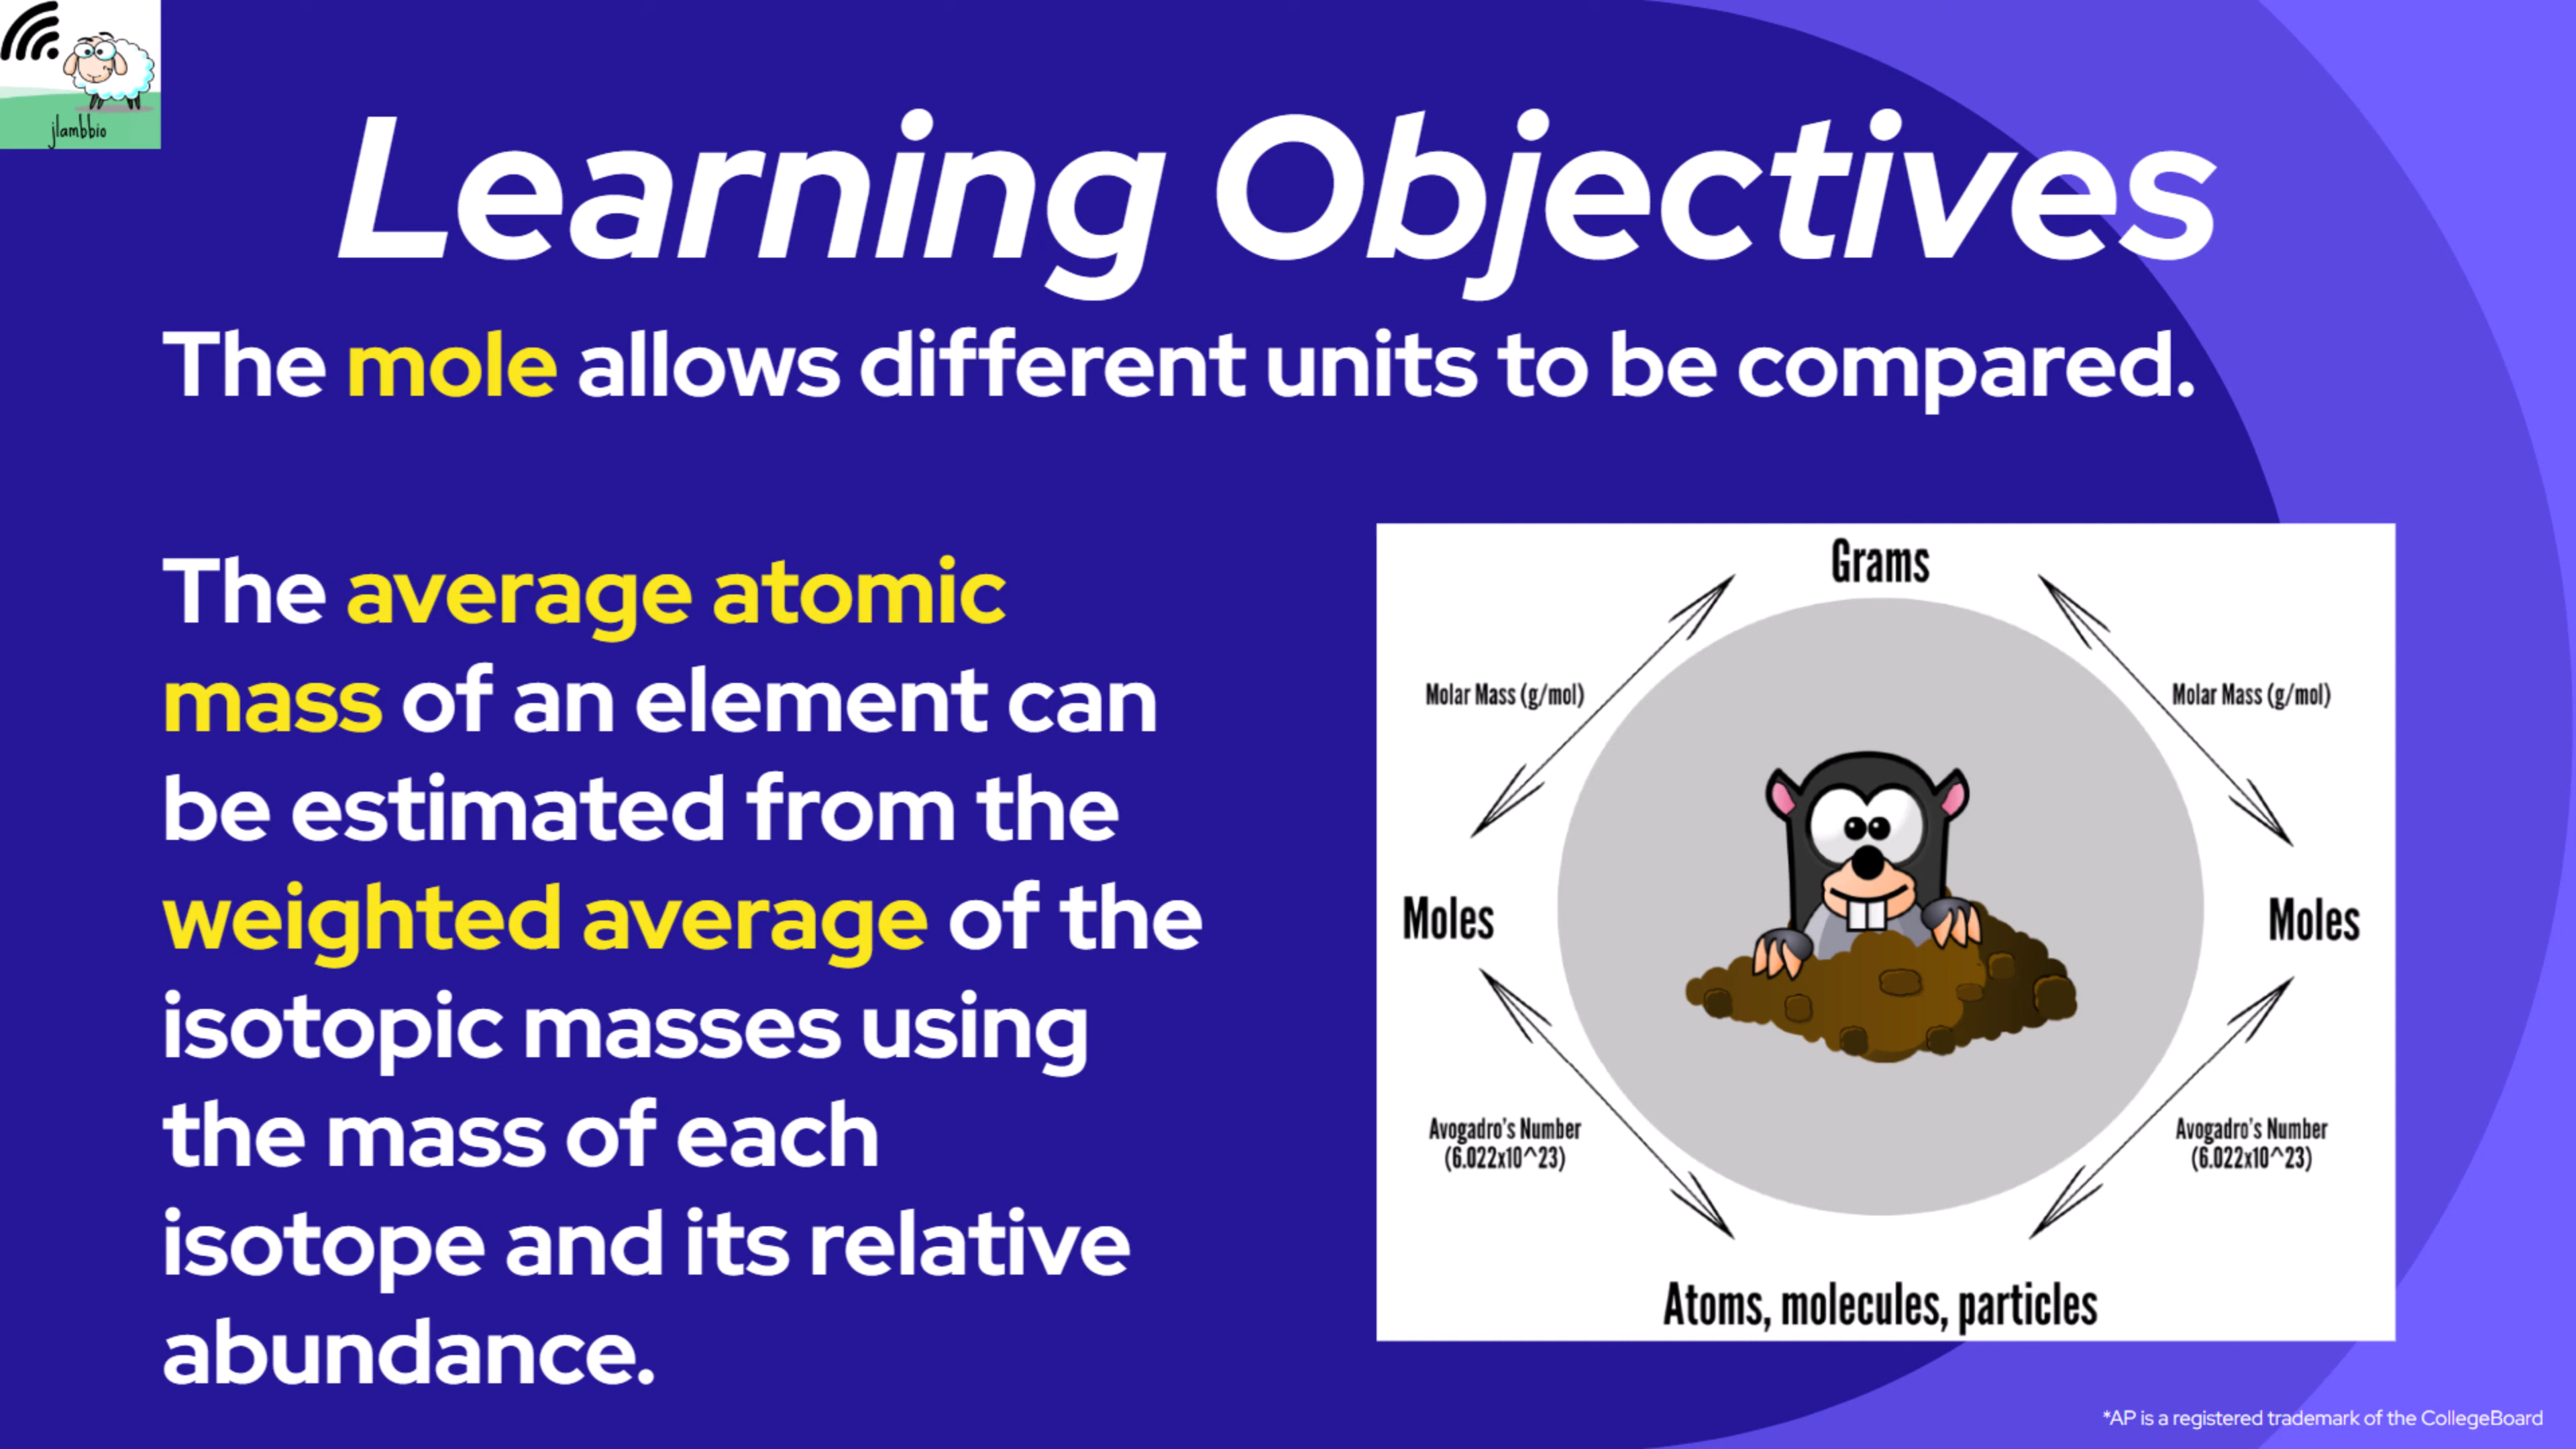 jlambbio
Learning Objectives
The mole allows different units to be compared.
The average atomic
mass of an element can
be estimated from the
weighted average of the
isotopic masses using
the mass of each
isotope and its relative
abundance.
Grams
Molar Mass (g/mol)
Molar Mass (g/mol)
Moles
Moles
Avogadro's Number
(6.022x10^23)
Avogadro's Number
(6.022x10^23)
Atoms, molecules, particles
*AP is a registered trademark of the CollegeBoard